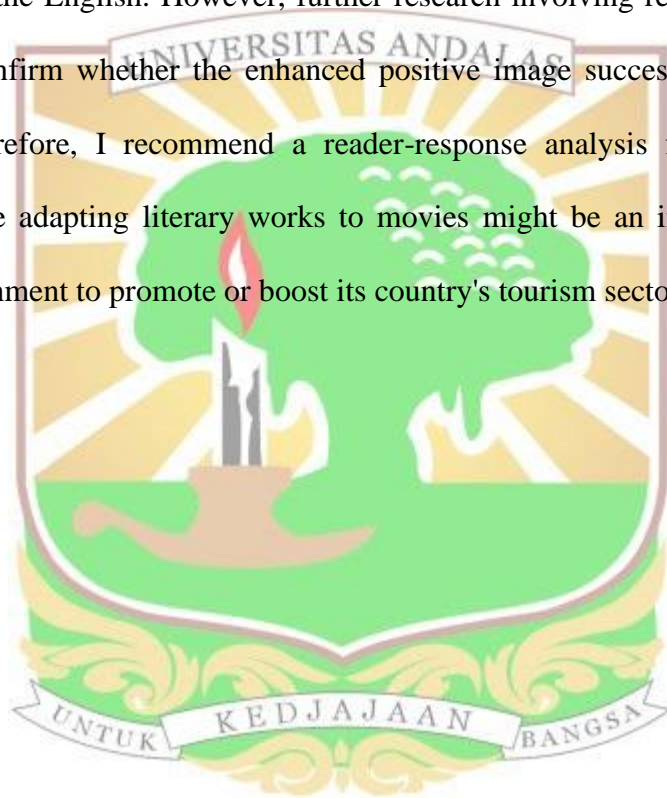 the English. However, further research involving re
UNIVERSITAS ANDALAS
nfirm whether the enhanced positive image succes
refore, I recommend a reader-response analysis
e adapting literary works to movies might be an i
nment to promote or boost its country's tourism secto
UNTUK KEDJAJAAN BANGSA